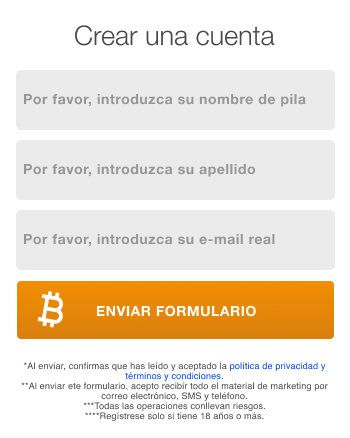 Crear una cuenta
Por favor, introduzca su nombre de pila
Por favor, introduzca su apellido
Por favor, introduzca su e-mail real
ENVIAR FORMULARIO
*Al enviar, confirmas que has leído y aceptado la política de privacidad y
términos y condiciones.
**Al enviar ete formulario, acepto recibir todo el material de marketing por
correo electrónico, SMS y teléfono.
***Todas las operaciones conllevan riesgos.
****Regístrese solo si tiene 18 años o más.